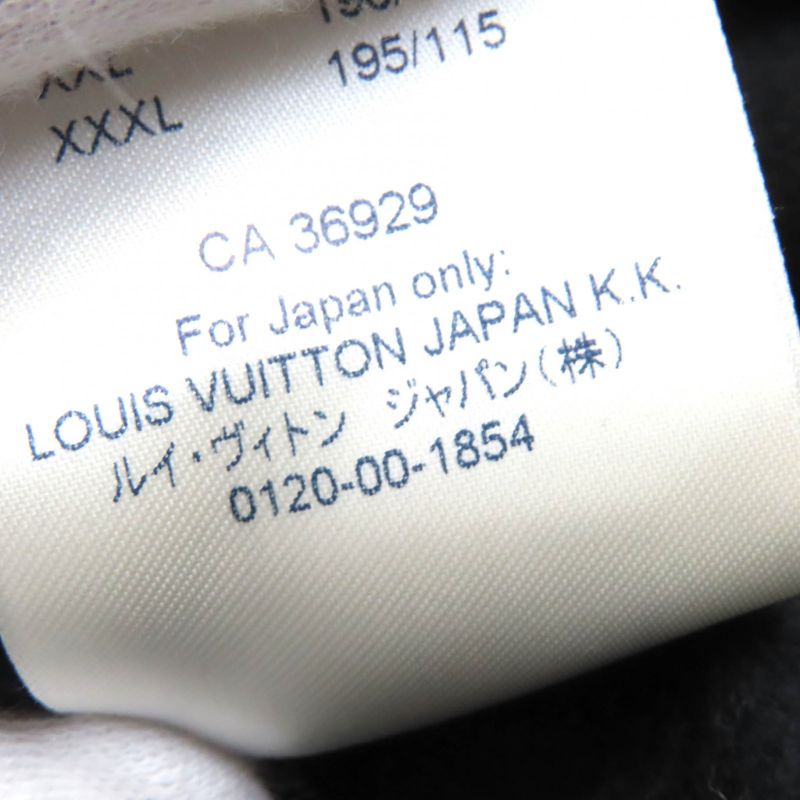 XXL
XXXL 195/115
CA 36929
For Japan only:
LOUIS VUITTON JAPAN K.K.
ルイ・ヴィトン ジャパン(株)
0120-00-1854